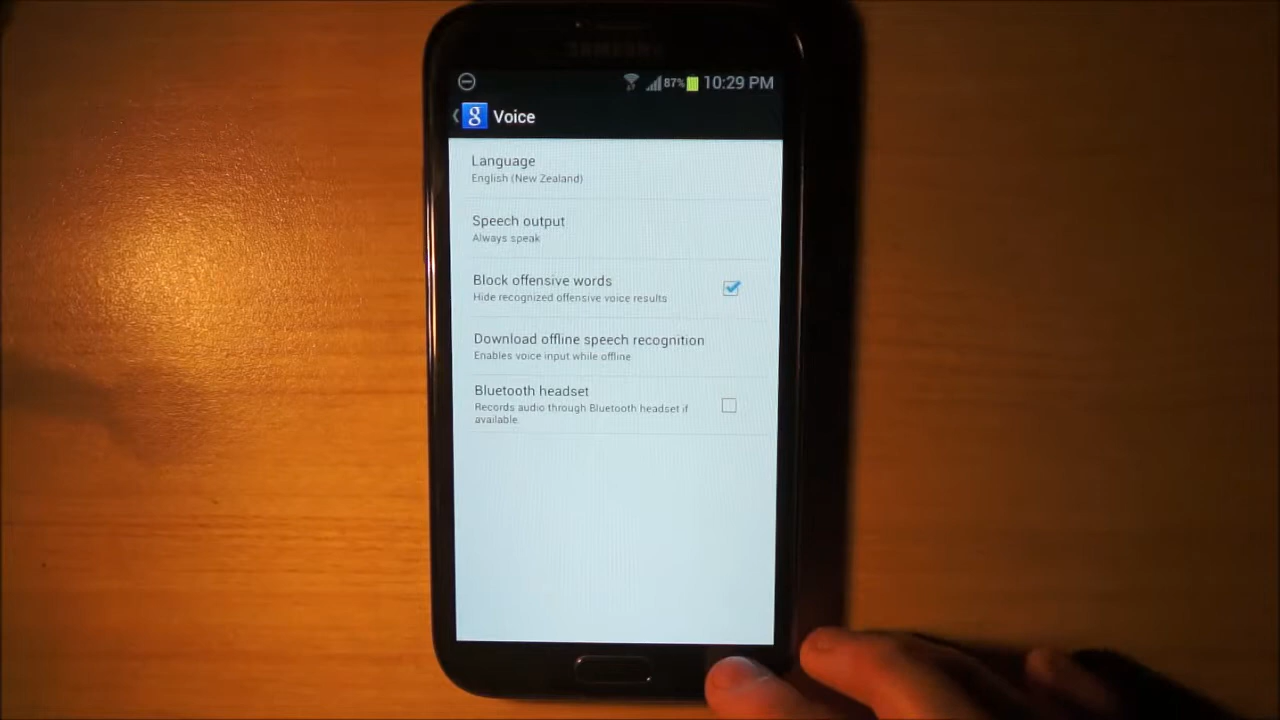 SAMSUNG
87% 10:29 PM
g Voice
Language
English (New Zealand)
Speech output
Always speak
Block offensive words
Hide recognized offensive voice results
Download offline speech recognition
Enables voice input while offline
Bluetooth headset
Records audio through Bluetooth headset if
available.